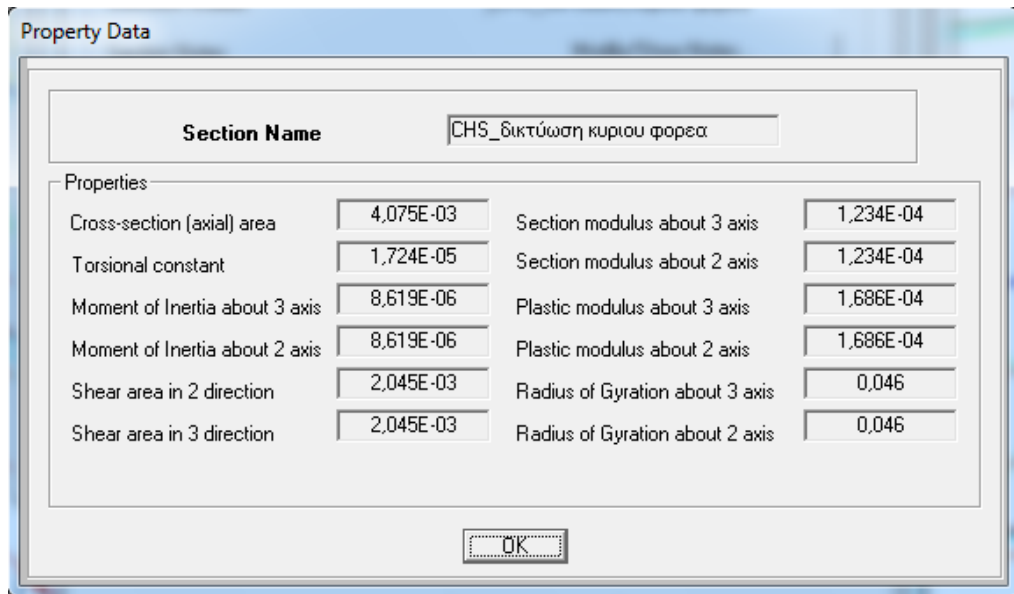 Property Data
Section Name CHS_δικτύωση κυριου φορεα
Properties
Cross-section (axial) area 4,075E-03 Section modulus about 3 axis 1,234E-04
Torsional constant 1,724E-05 Section modulus about 2 axis 1,234E-04
Moment of Inertia about 3 axis 8,619E-06 Plastic modulus about 3 axis 1,686E-04
Moment of Inertia about 2 axis 8,619E-06 Plastic modulus about 2 axis 1,686E-04
Shear area in 2 direction 2,045E-03 Radius of Gyration about 3 axis 0,046
Shear area in 3 direction 2,045E-03 Radius of Gyration about 2 axis 0,046
OK